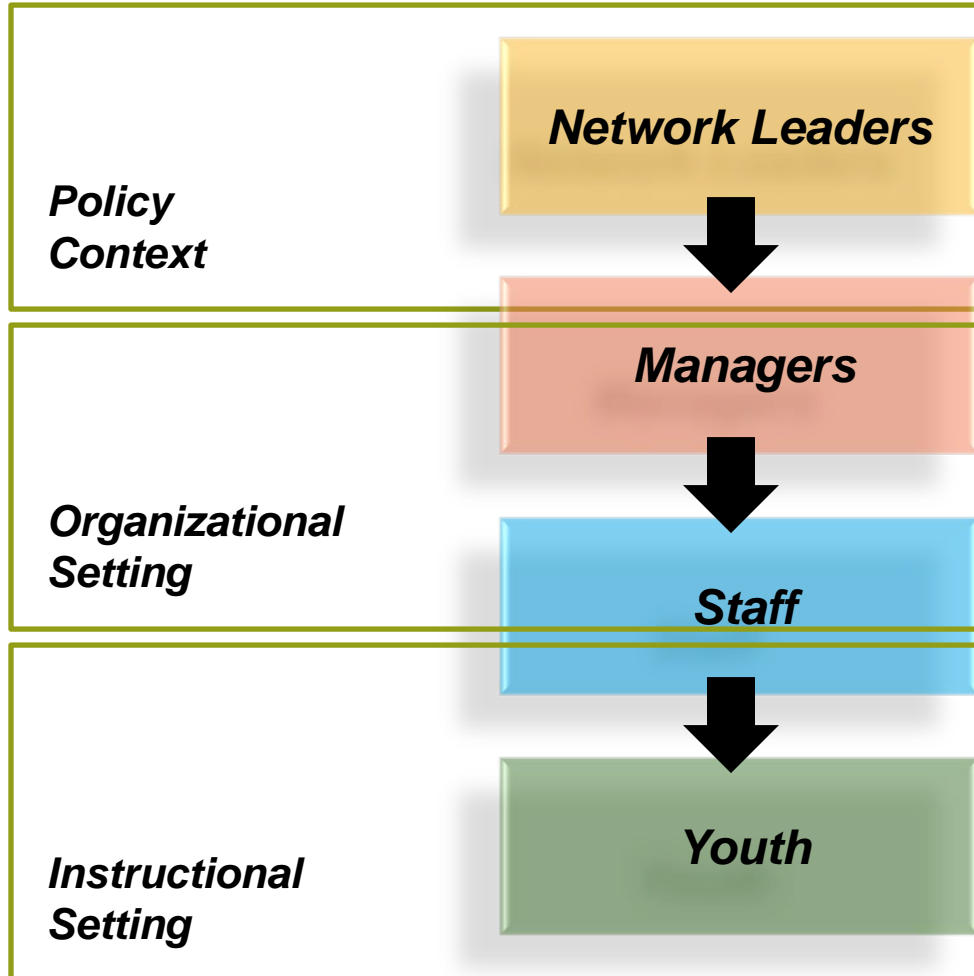 Network Leaders
Policy
Context
Managers
Organizational
Setting
Staff
Youth
Instructional
Setting